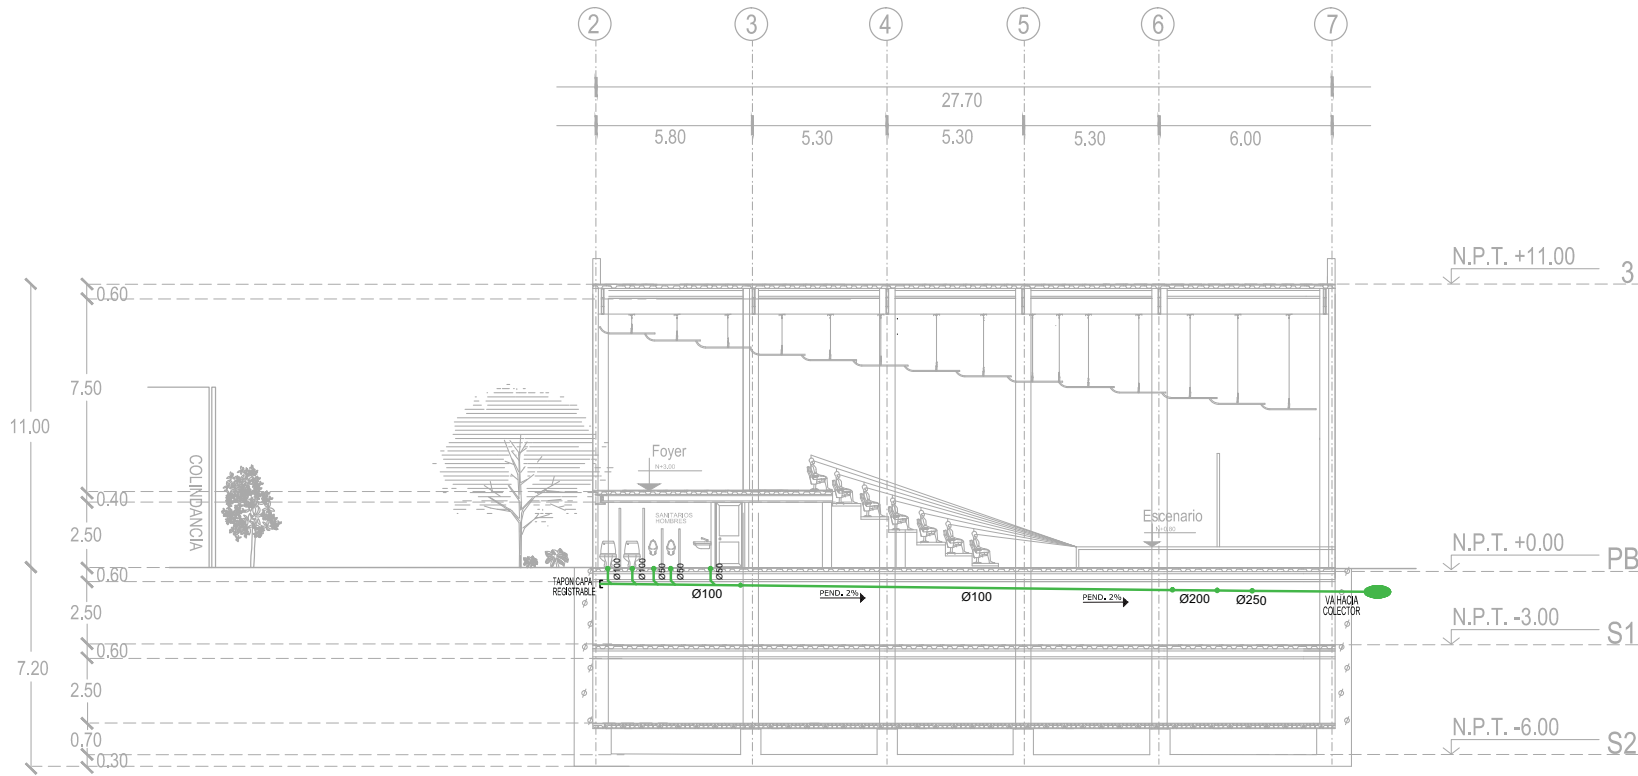 2 3 4 5 6 7
27.70
5.80 5.30 5.30 5.30 6.00
N.P.T. +11.00 3
0.60
7.50
11.00
COLINDANCIA
Foyer
N+3.00
0.40
2.50
SANITARIOS
HOMBRES
Escenario
N.P.T. +0.00 PB
0.60
Ø100 Ø100 Ø50 Ø50 Ø50
TAPON CAPA
REGISTRABLE
Ø100
PEND. 2%
Ø100
PEND. 2%
Ø200 Ø250
VA HACIA
COLECTOR
2.50
N.P.T. -3.00 S1
0.60
7.20
2.50
N.P.T. -6.00 S2
0.70
0.30